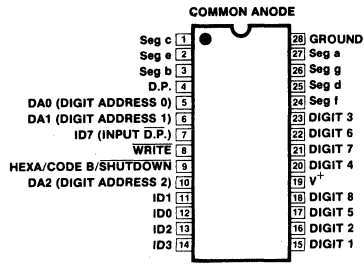 COMMON ANODE
Seg c 1
Seg e 2
Seg b 3
D.P. 4
DA0 (DIGIT ADDRESS 0) 5
DA1 (DIGIT ADDRESS 1) 6
ID7 (INPUT D.P.) 7
WRITE 8
HEXA/CODE B/SHUTDOWN 9
DA2 (DIGIT ADDRESS 2) 10
ID1 11
ID0 12
ID2 13
ID3 14
28 GROUND
27 Seg a
26 Seg g
25 Seg d
24 Seg f
23 DIGIT 3
22 DIGIT 6
21 DIGIT 7
20 DIGIT 4
19 V+
18 DIGIT 8
17 DIGIT 5
16 DIGIT 2
15 DIGIT 1